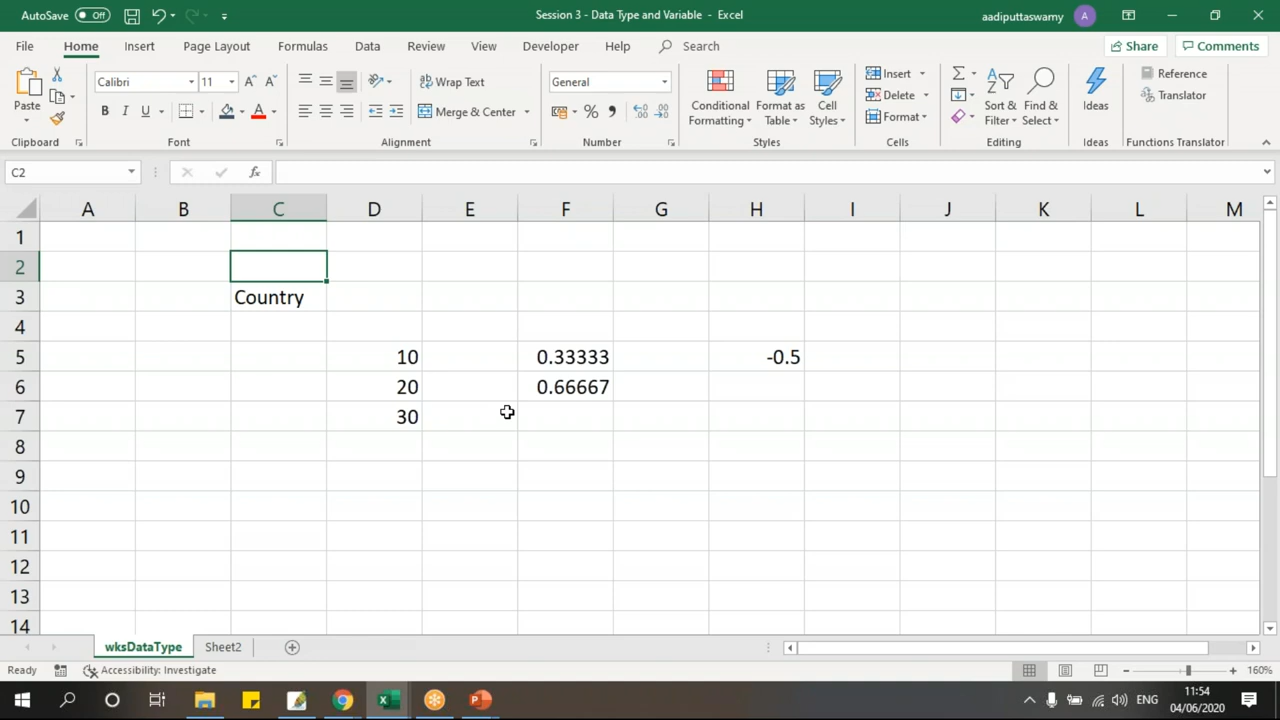 AutoSave Off
Session 3 - Data Type and Variable - Excel
aadiputtaswamy A
File Home Insert Page Layout Formulas Data Review View Developer Help Search
Share Comments
Paste
Calibri 11 A A
B I U A
Wrap Text
Merge & Center
General
%
Conditional Formatting
Format as Table
Cell Styles
Insert
Delete
Format
Sort & Filter
Find & Select
Ideas
Reference
Translator
Clipboard Font Alignment Number Styles Cells Editing Ideas Functions Translator
C2 fx
A B C D E F G H I J K L M
1
2
3 Country
4
5 10 0.33333 -0.5
6 20 0.66667
7 30
8
9
10
11
12
13
14
wksDataType Sheet2
Ready Accessibility: Investigate 160%
ENG 11:54
04/06/2020